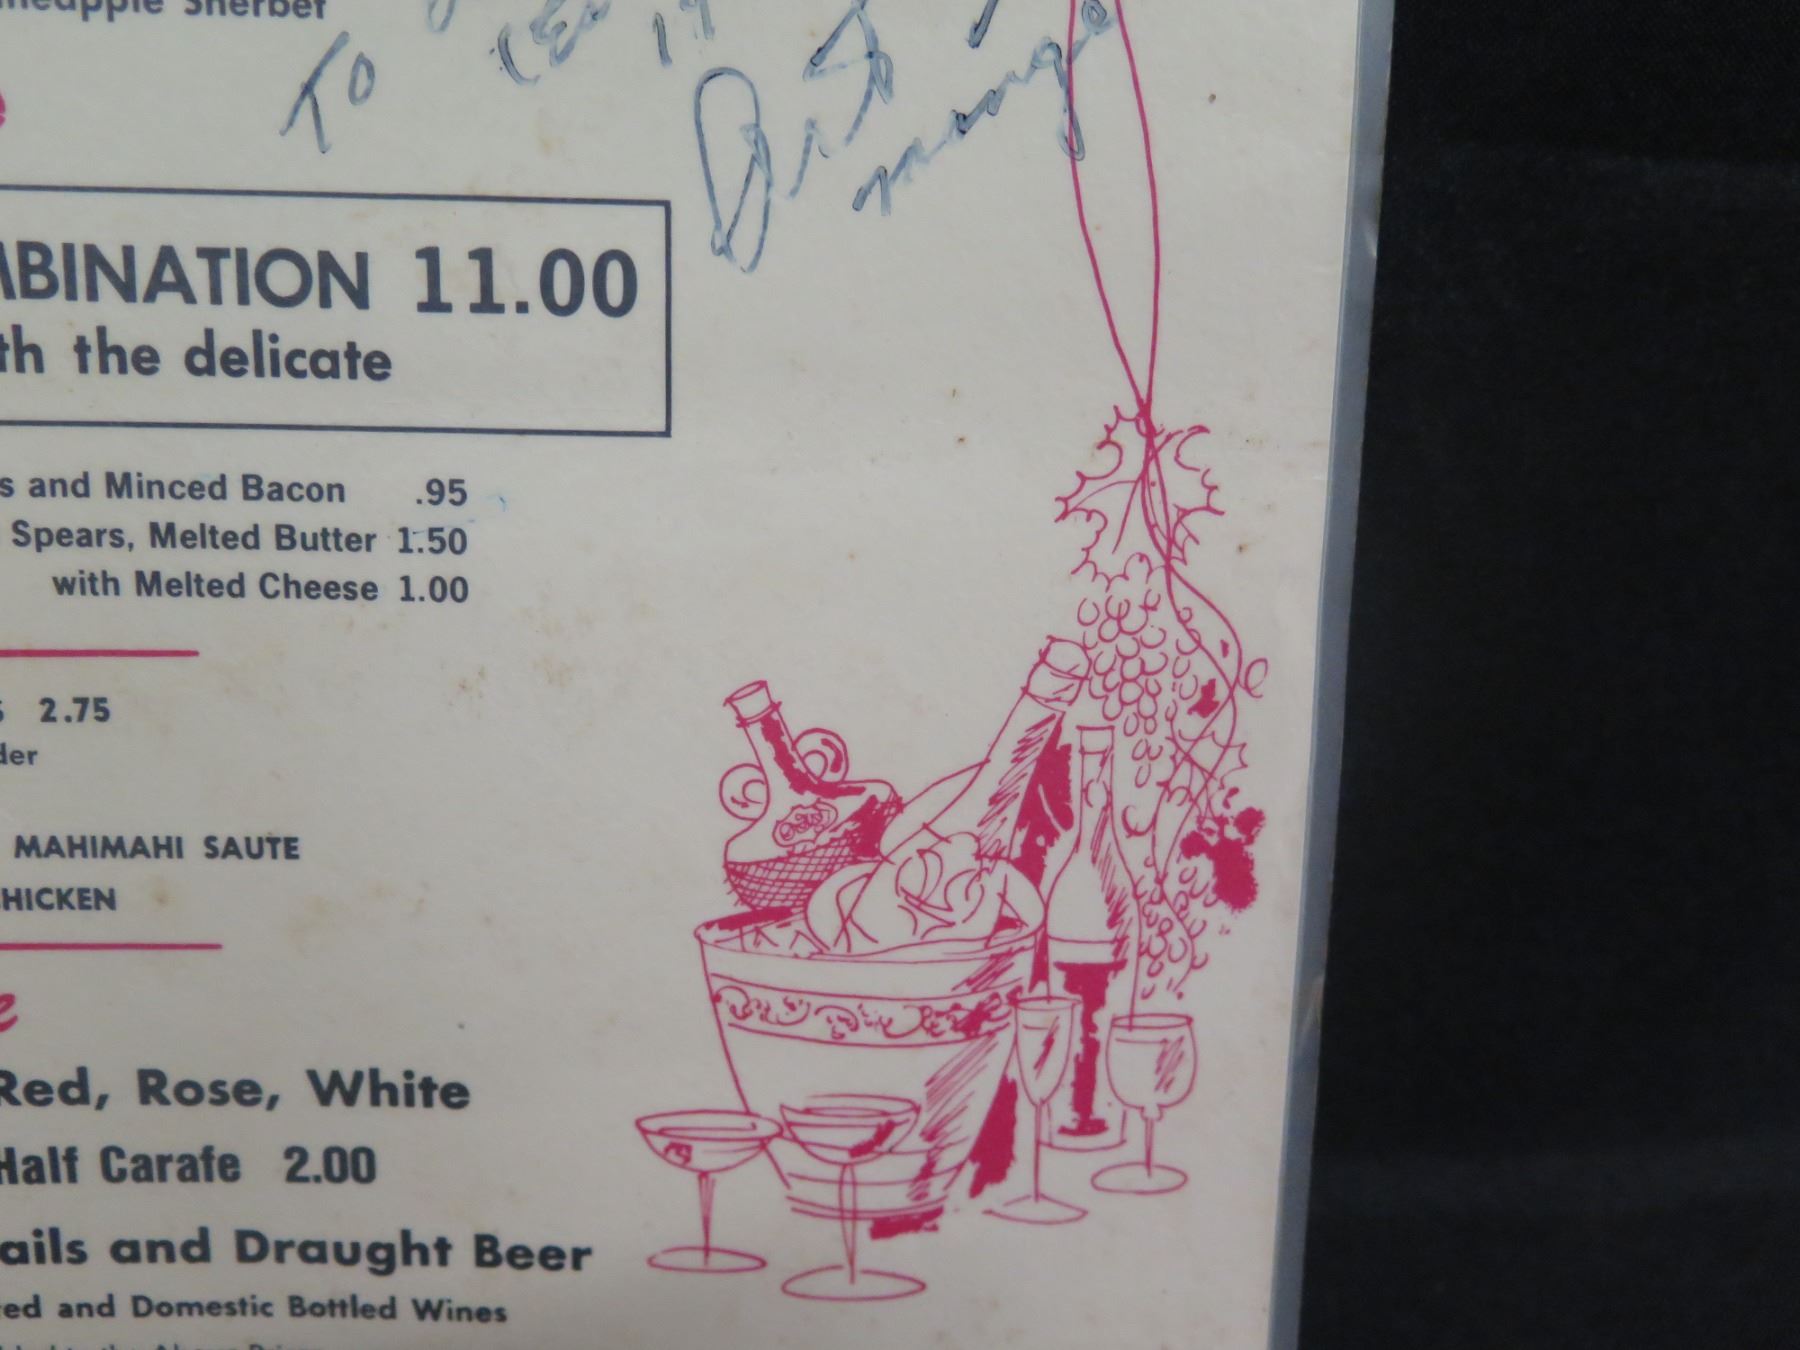 Sherbet
To
MBINATION 11.00
th the delicate
s and Minced Bacon .95
Spears, Melted Butter 1.50
with Melted Cheese 1.00
2.75
der
MAHIMAHI SAUTE
HICKEN
e
Red, Rose, White
Half Carafe 2.00
ails and Draught Beer
ed and Domestic Bottled Wines